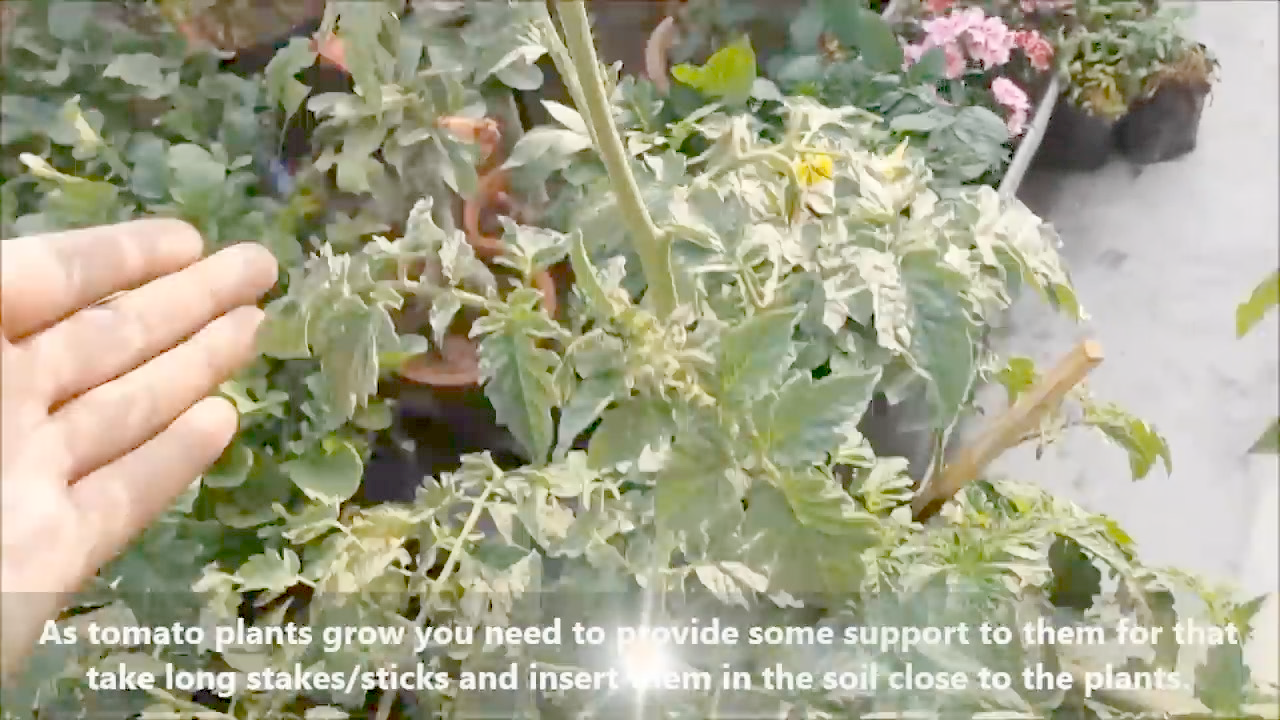 As tomato plants grow you need to provide some support to them for that
take long stakes/sticks and insert them in the soil close to the plants.